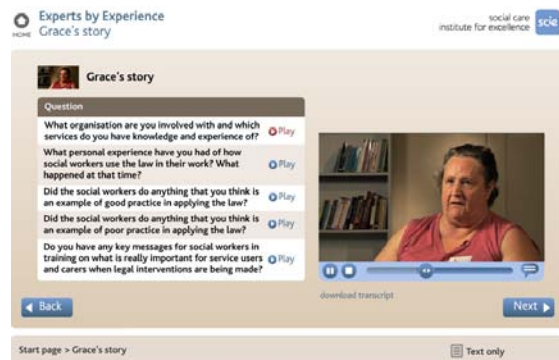 Experts by Experience
Grace's story
HOME
social care
institute for excellence
scie
Grace's story
Question
What organisation are you involved with and which
services do you have knowledge and experience of?
Play
What personal experience have you had of how
social workers use the law in their work? What
happened at that time?
Play
Did the social workers do anything that you think is
an example of good practice in applying the law?
Play
Did the social workers do anything that you think is
an example of poor practice in applying the law?
Play
Do you have any key messages for social workers in
training on what is really important for service users
and carers when legal interventions are being made?
Play
download transcript
Back
Next
Start page > Grace's story
Text only